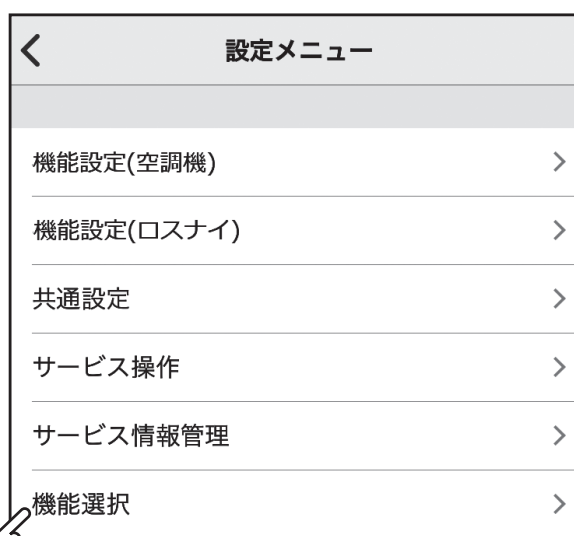 設定メニュー
機能設定(空調機)
機能設定(ロスナイ)
共通設定
サービス操作
サービス情報管理
機能選択